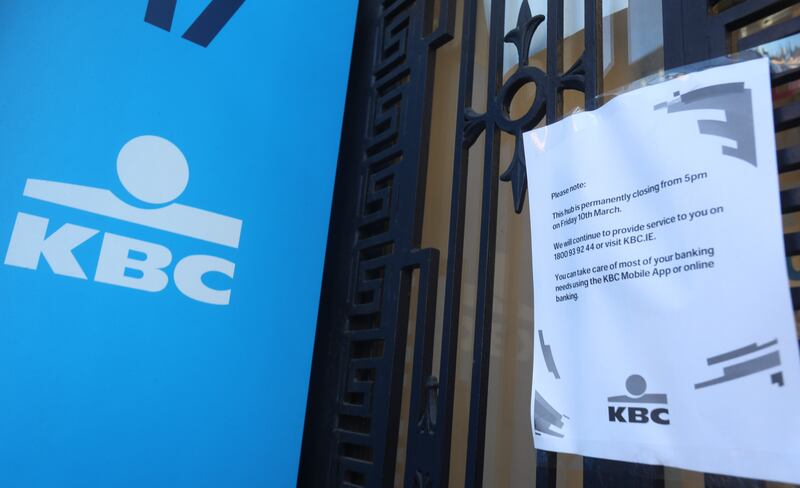 KBC
Please note:
This hub is permanently closing from 5pm
on Friday 10th March.
We will continue to provide service to you on
1800 93 92 44 or visit KBC.IE.
You can take care of most of your banking
needs using the KBC Mobile App or online
banking.
KBC